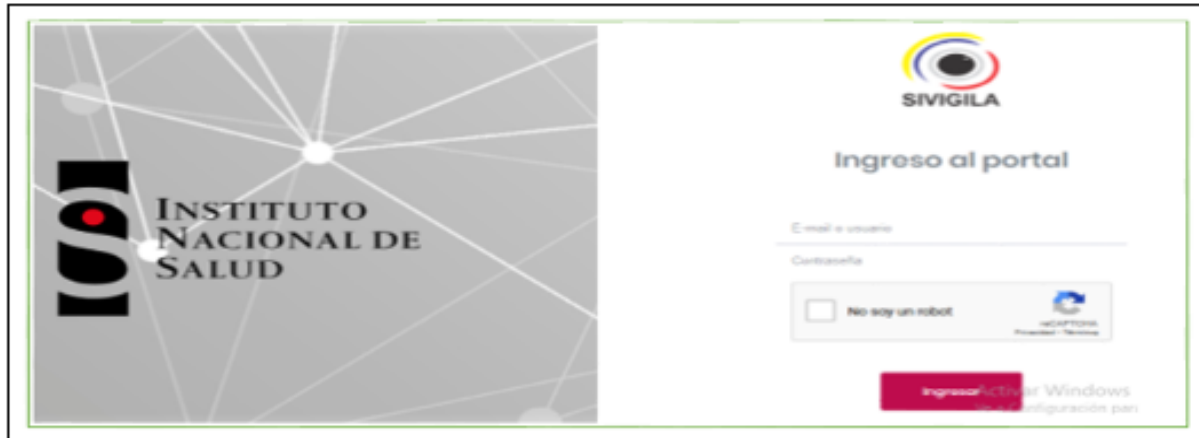 INSTITUTO
NACIONAL DE
SALUD
SIVIGILA
Ingreso al portal
E-mail o usuario
Contraseña
No soy un robot
reCAPTCHA
Privacidad - Términos
Ingresar
Activar Windows
Ve a Configuración para